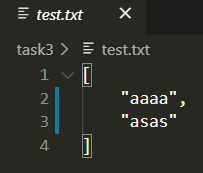 test.txt
task3 > test.txt
1 [
2 "aaaa",
3 "asas"
4 ]